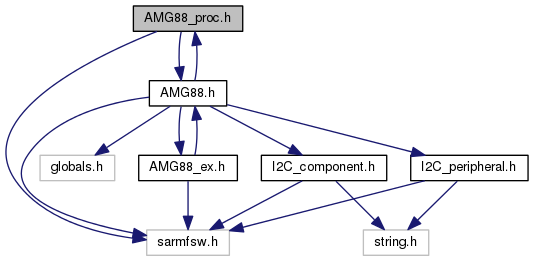 AMG88_proc.h
AMG88.h
globals.h
AMG88_ex.h
I2C_component.h
I2C_peripheral.h
sarmfsw.h
string.h